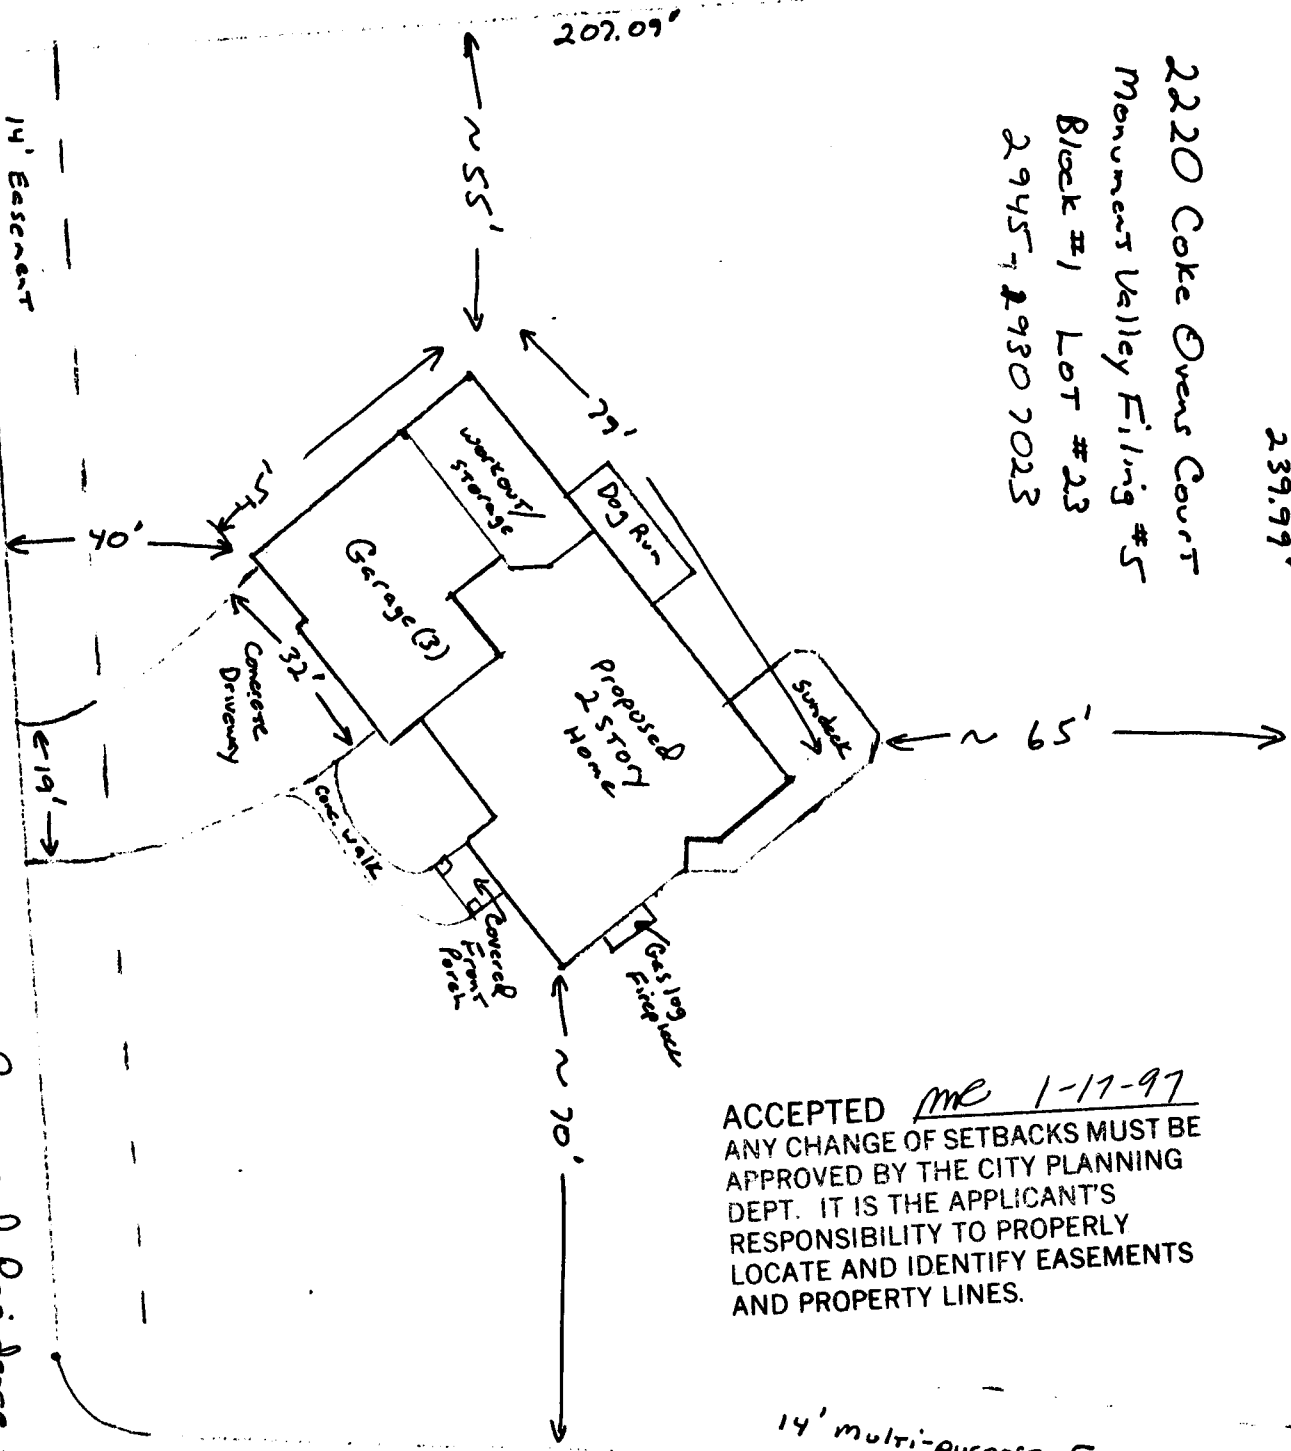 207.09'
239.99'
2220 Coke Ovens Court
Monument Valley Filing #5
Block #1 LOT #23
14' Easement
~55'
79'
workout/
storage
Dog Run
45'
40'
Garage (3)
32'
Concrete
Driveway
19'
Proposed
2 STORY
Home
sundeck
~ 65'
Conc. walk
Covered
Front
Porch
Gas log
Fireplace
~ 70'
ACCEPTED 1-17-97
ANY CHANGE OF SETBACKS MUST BE
APPROVED BY THE CITY PLANNING
DEPT. IT IS THE APPLICANT'S
RESPONSIBILITY TO PROPERLY
LOCATE AND IDENTIFY EASEMENTS
AND PROPERTY LINES.
14' multi-purpose